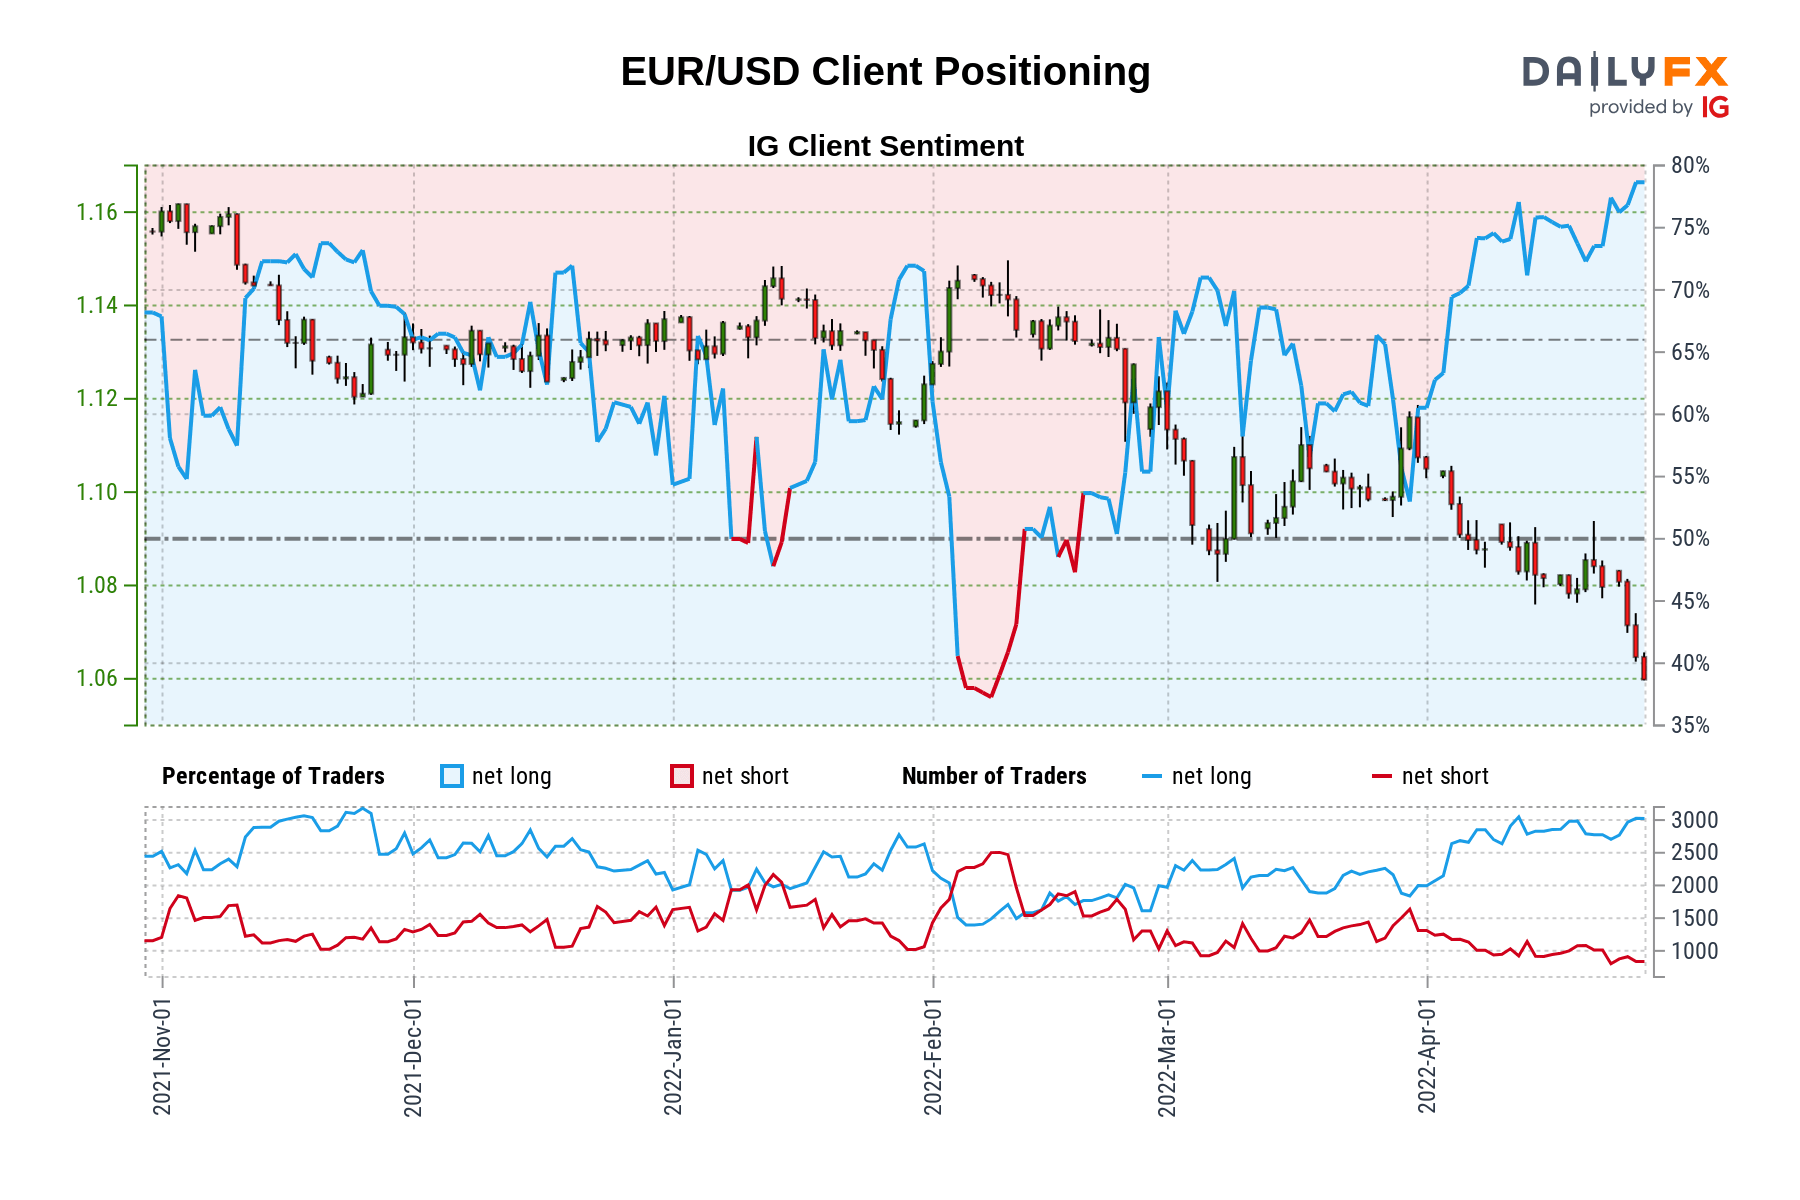 EUR/USD Client Positioning
DAILYFX
provided by IG
IG Client Sentiment
1.16
1.14
1.12
1.10
1.08
1.06
80%
75%
70%
65%
60%
55%
50%
45%
40%
35%
Percentage of Traders net long net short Number of Traders net long net short
3000
2500
2000
1500
1000
2021-Nov-01
2021-Dec-01
2022-Jan-01
2022-Feb-01
2022-Mar-01
2022-Apr-01